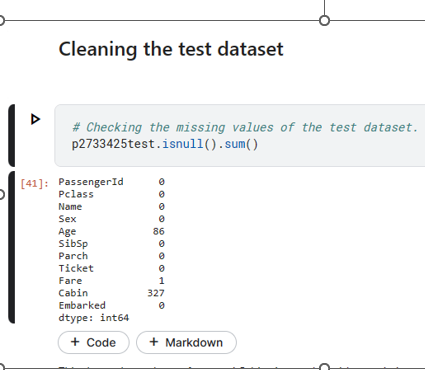 Cleaning the test dataset
# Checking the missing values of the test dataset.
p2733425test.isnull().sum()
[41]:
PassengerId 0
Pclass 0
Name 0
Sex 0
Age 86
SibSp 0
Parch 0
Ticket 0
Fare 1
Cabin 327
Embarked 0
dtype: int64
+ Code + Markdown